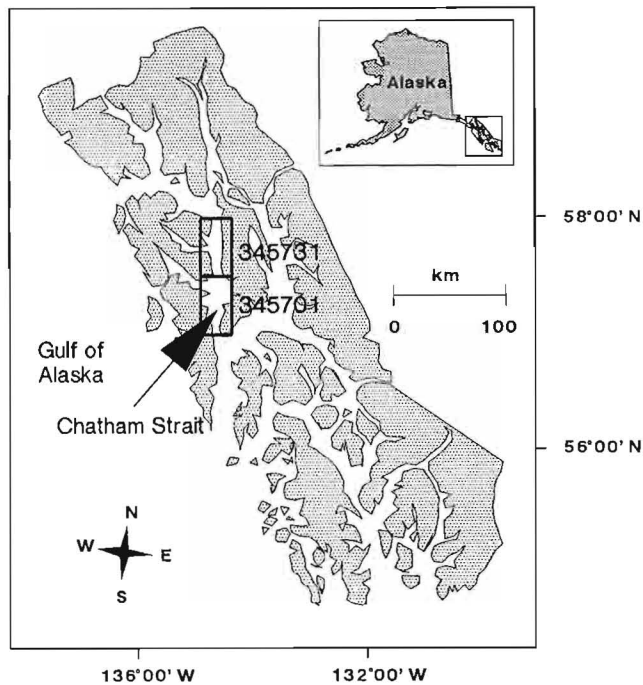 Alaska
58°00' N
345731
km
345701
0 100
Gulf of
Alaska
Chatham Strait
56°00' N
N
W E
S
136°00' W 132°00' W